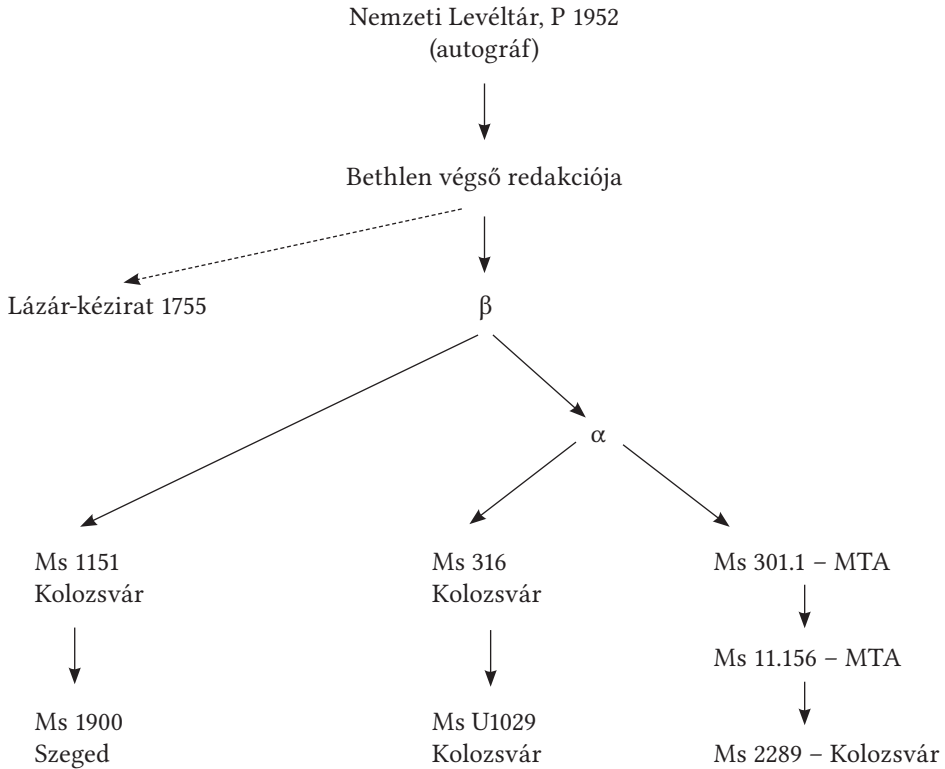 Nemzeti Levéltár, P 1952
(autográf)
Bethlen végső redakciója
Lázár-kézirat 1755
β
α
Ms 1151
Kolozsvár
Ms 316
Kolozsvár
Ms 301.1 – MTA
Ms 11.156 – MTA
Ms 1900
Szeged
Ms U1029
Kolozsvár
Ms 2289 – Kolozsvár